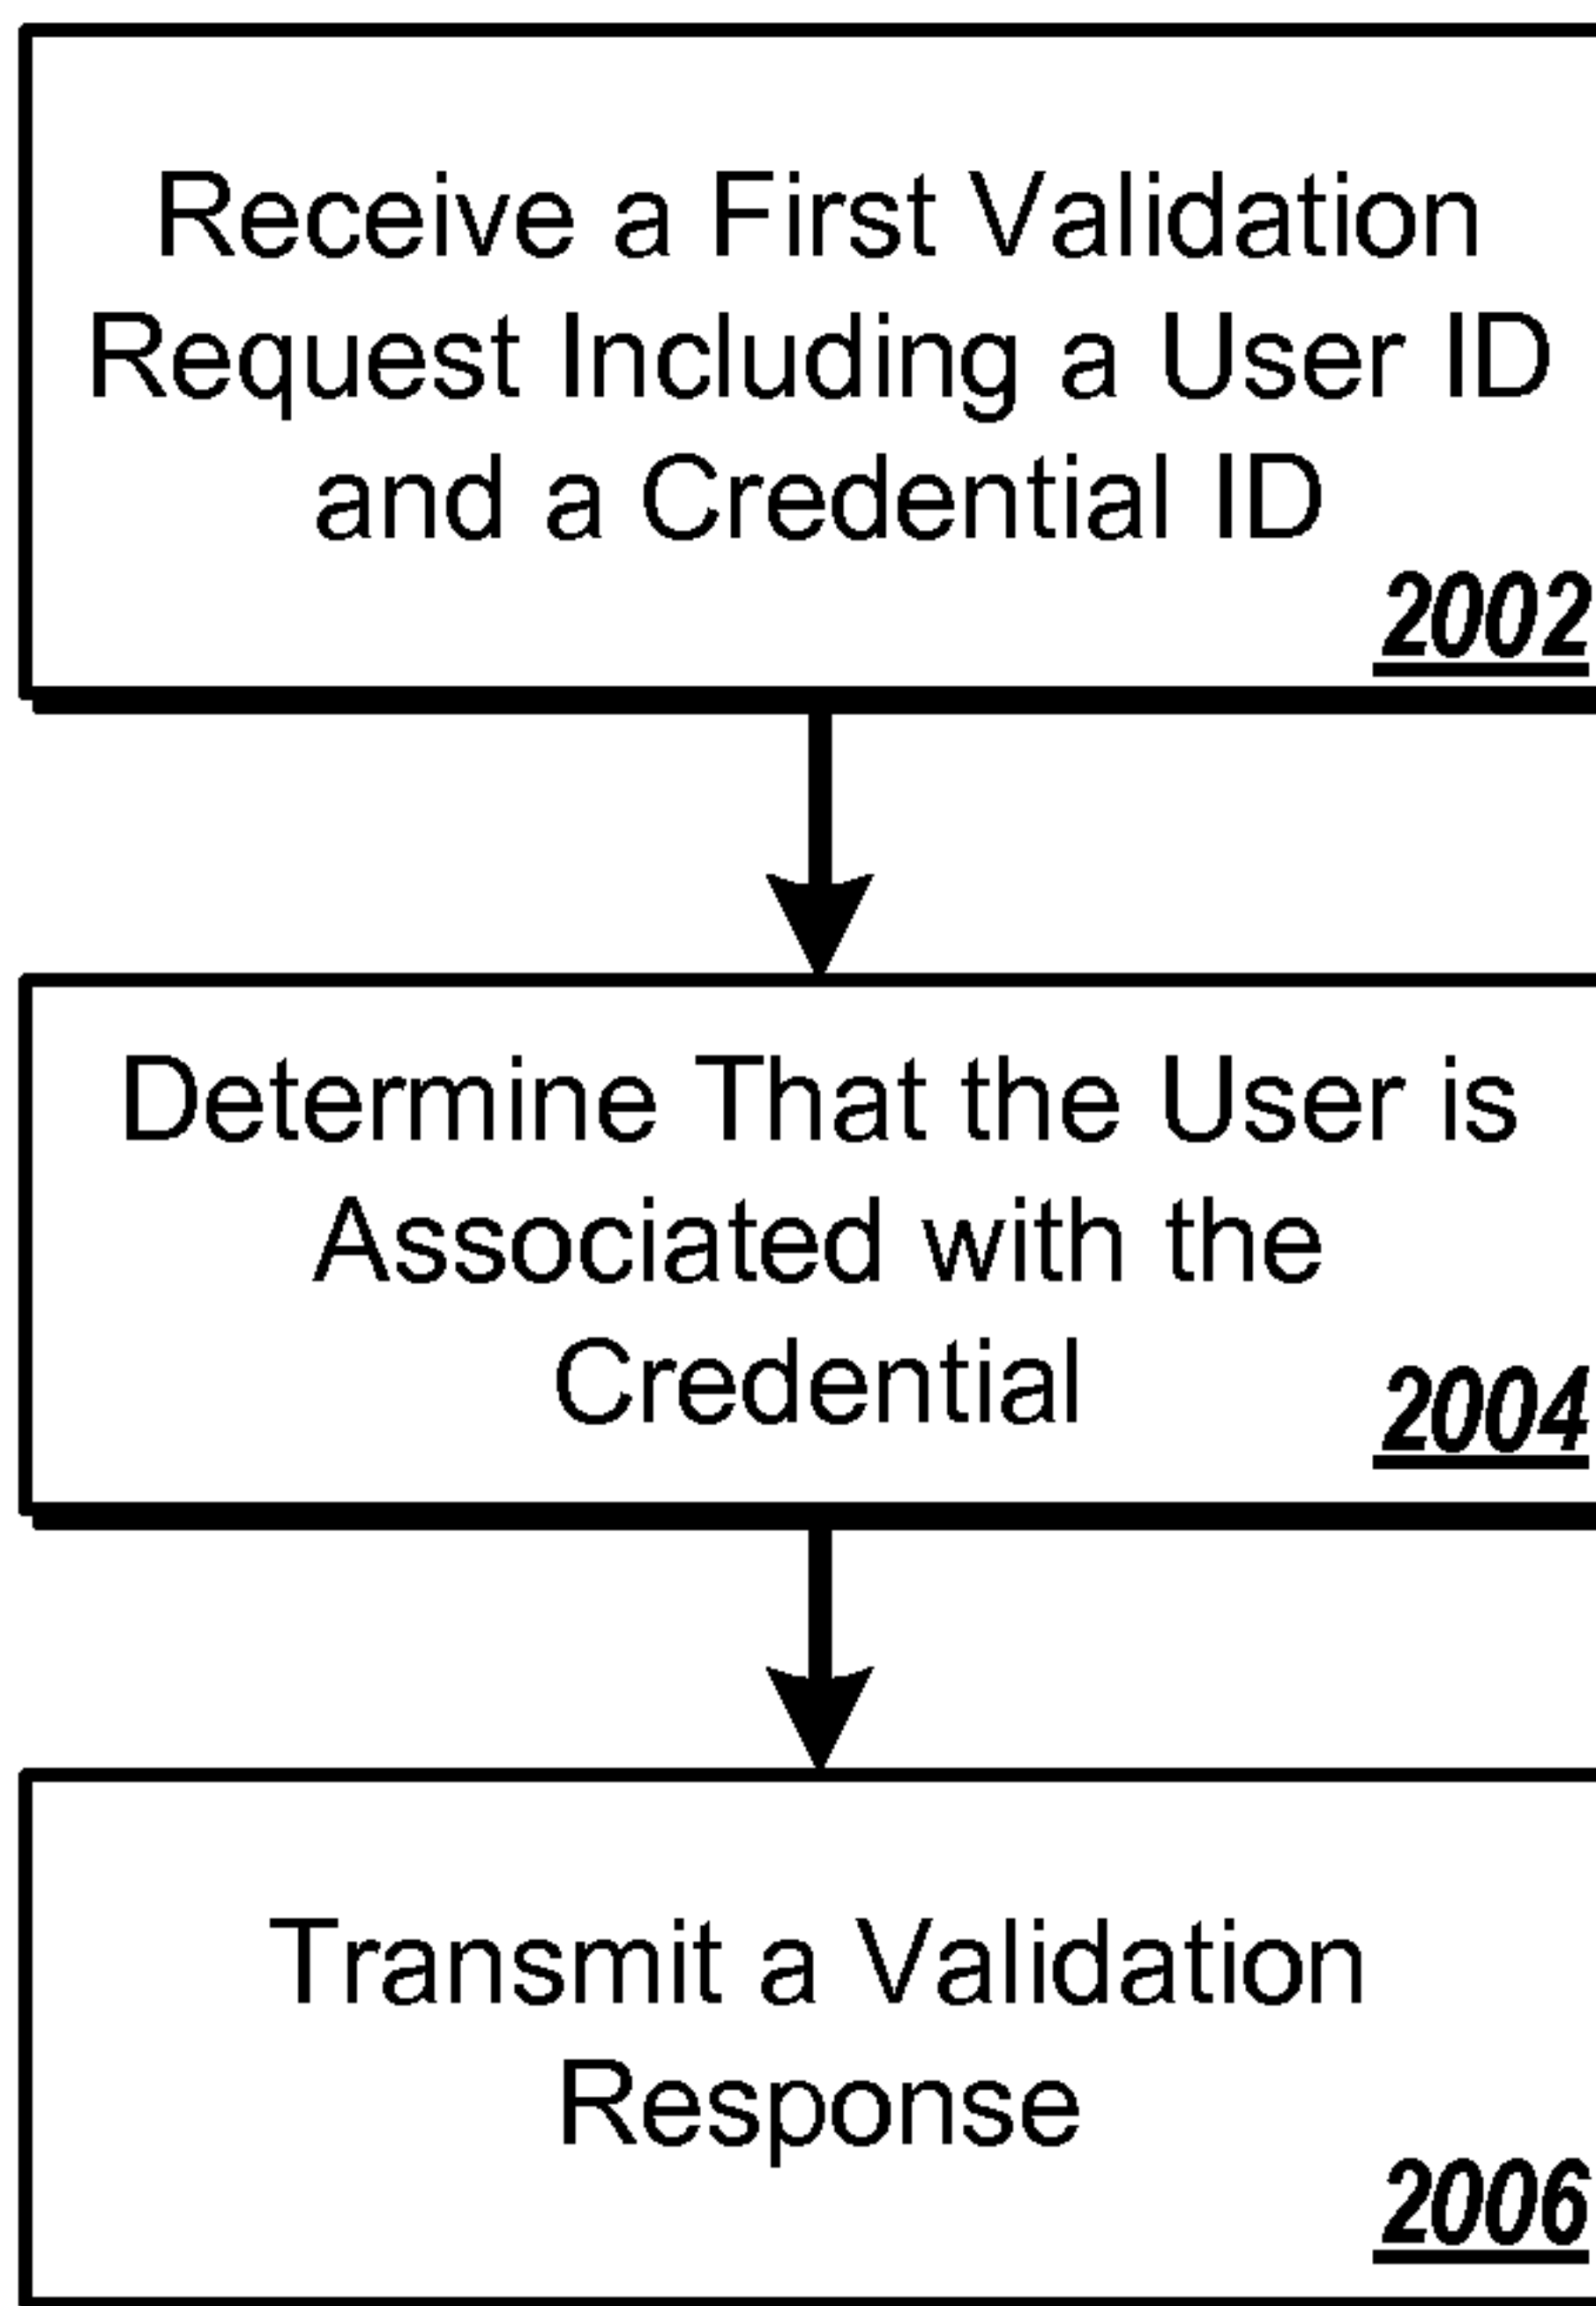 Receive a First Validation
Request Including a User ID
and a Credential ID
2002
Determine That the User is
Associated with the
Credential
2004
Transmit a Validation
Response
2006